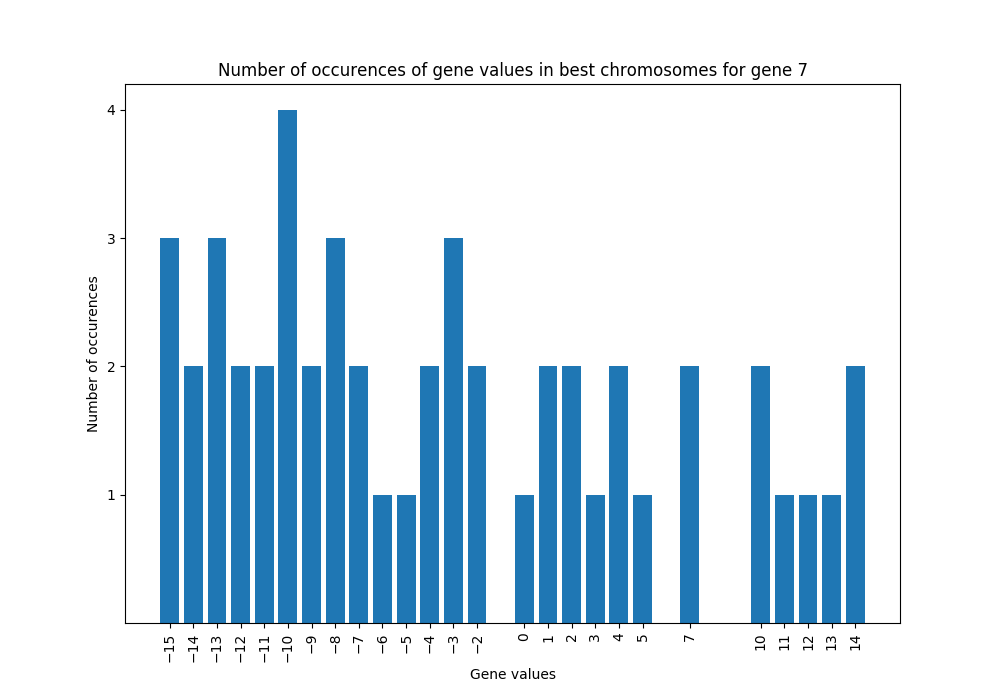 Number of occurences of gene values in best chromosomes for gene 7
4
3
2
1
Number of occurences
−15 −14 −13 −12 −11 −10 −9 −8 −7 −6 −5 −4 −3 −2 0 1 2 3 4 5 7 10 11 12 13 14
Gene values